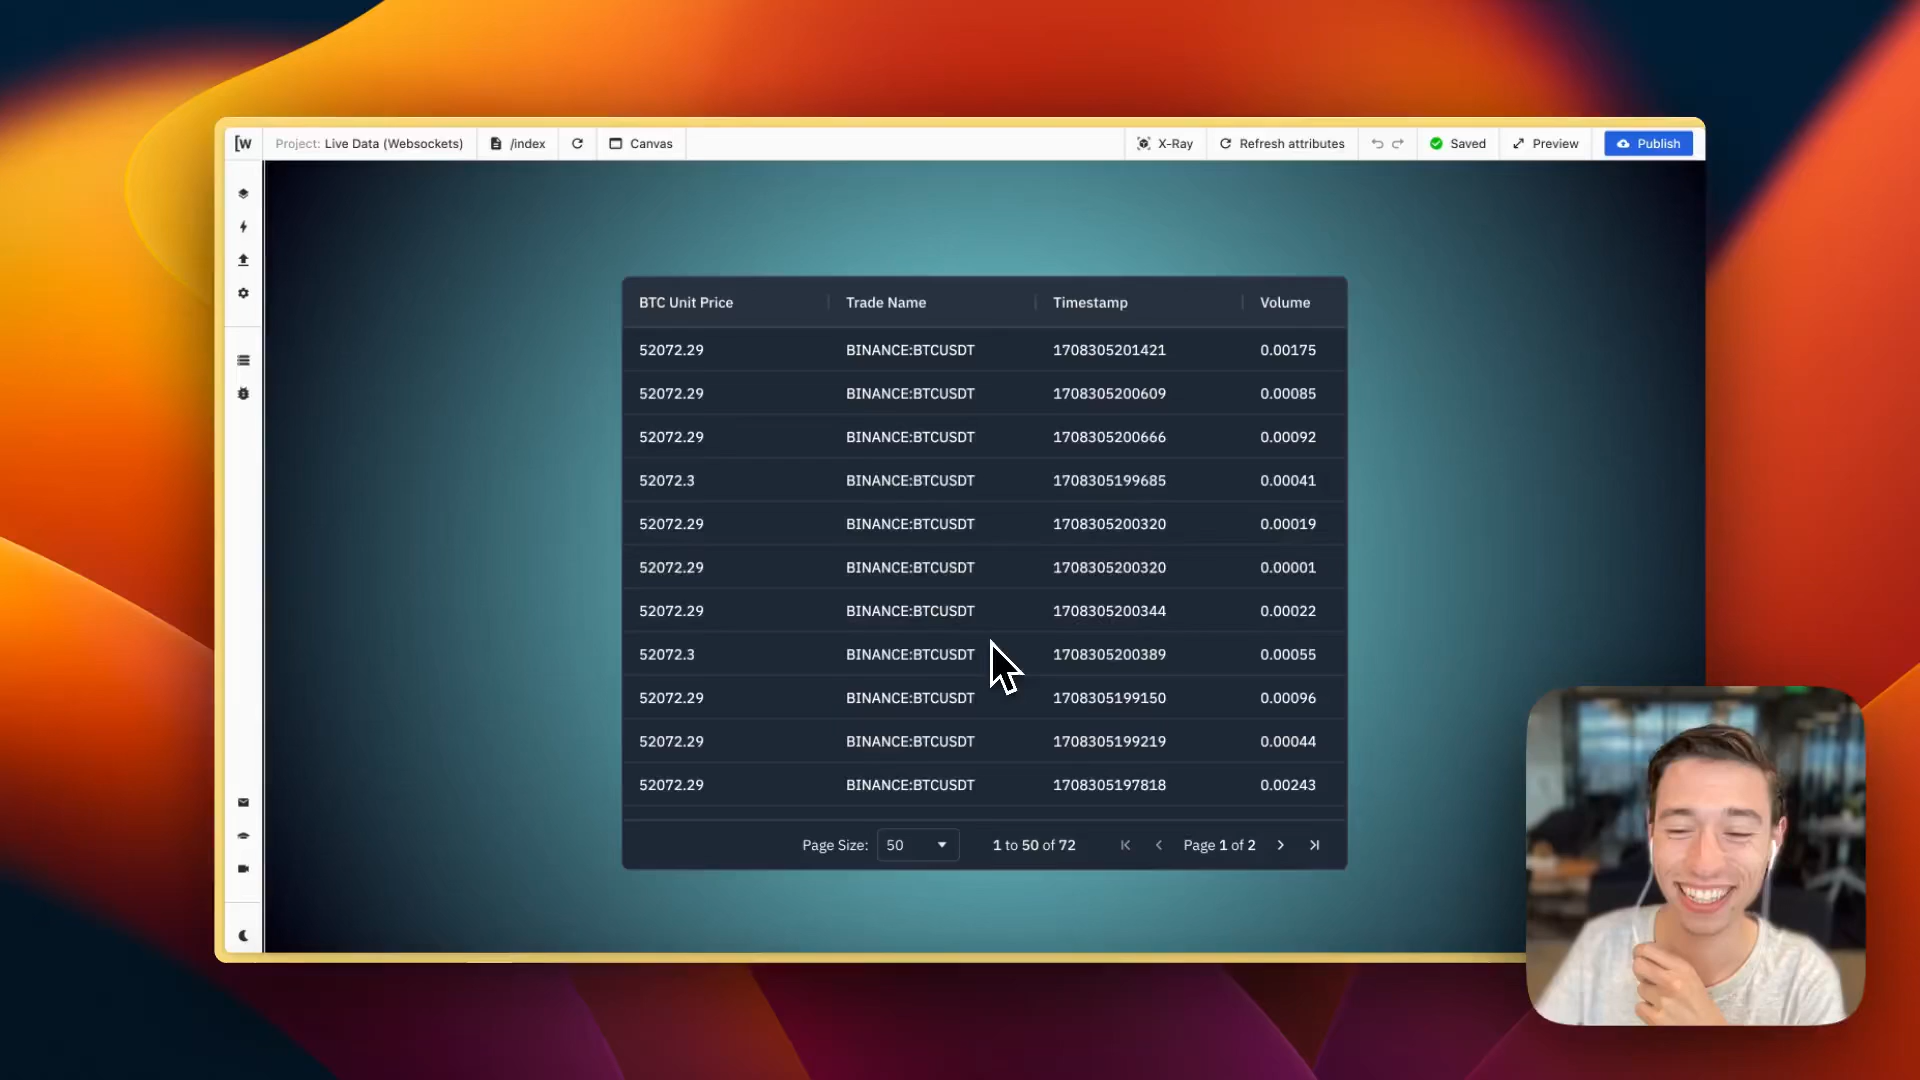 [W Project: Live Data (Websockets) /index Canvas X-Ray Refresh attributes Saved Preview Publish
BTC Unit Price Trade Name Timestamp Volume
52072.29 BINANCE:BTCUSDT 1708305201421 0.00175
52072.29 BINANCE:BTCUSDT 1708305200609 0.00085
52072.29 BINANCE:BTCUSDT 1708305200666 0.00092
52072.3 BINANCE:BTCUSDT 1708305199685 0.00041
52072.29 BINANCE:BTCUSDT 1708305200320 0.00019
52072.29 BINANCE:BTCUSDT 1708305200320 0.00001
52072.29 BINANCE:BTCUSDT 1708305200344 0.00022
52072.3 BINANCE:BTCUSDT 1708305200389 0.00055
52072.29 BINANCE:BTCUSDT 1708305199150 0.00096
52072.29 BINANCE:BTCUSDT 1708305199219 0.00044
52072.29 BINANCE:BTCUSDT 1708305197818 0.00243
Page Size: 50 1 to 50 of 72 Page 1 of 2